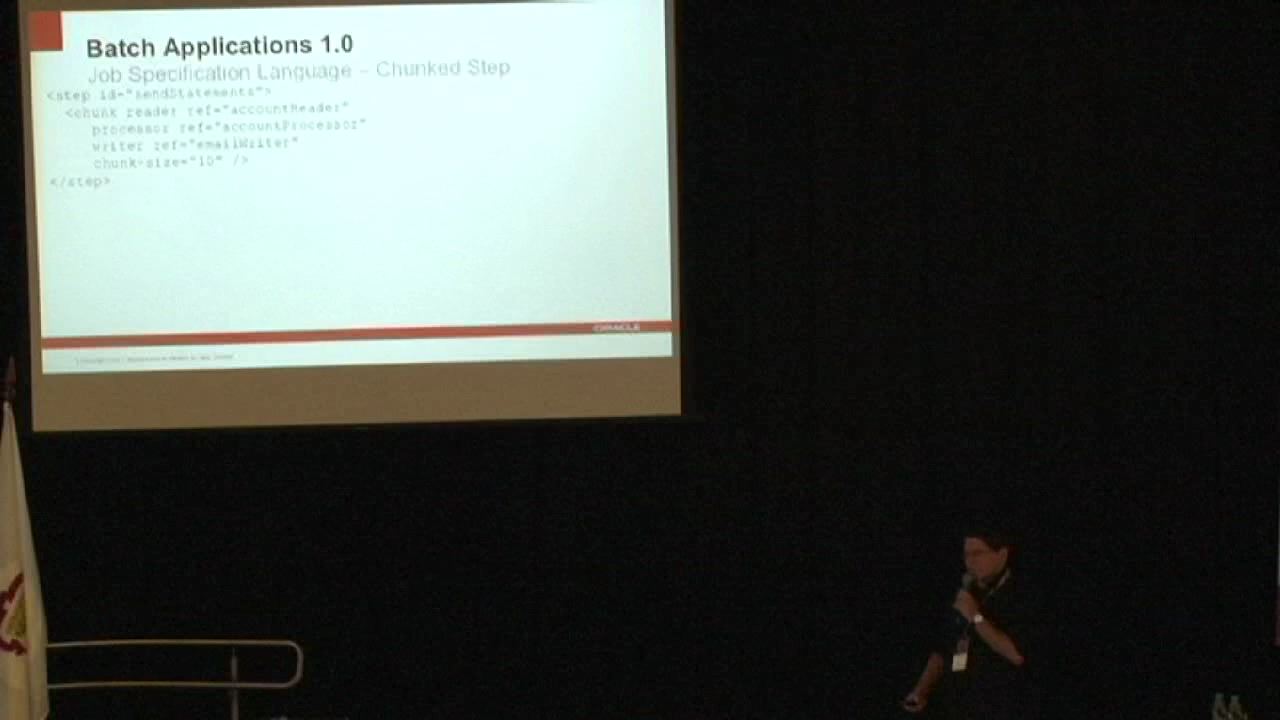 Batch Applications 1.0
Job Specification Language – Chunked Step
<step id="sendStatements">
<chunk reader ref="accountReader"
processor ref="accountProcessor"
writer ref="emailWriter"
chunk-size="10" />
</step>
ORACLE